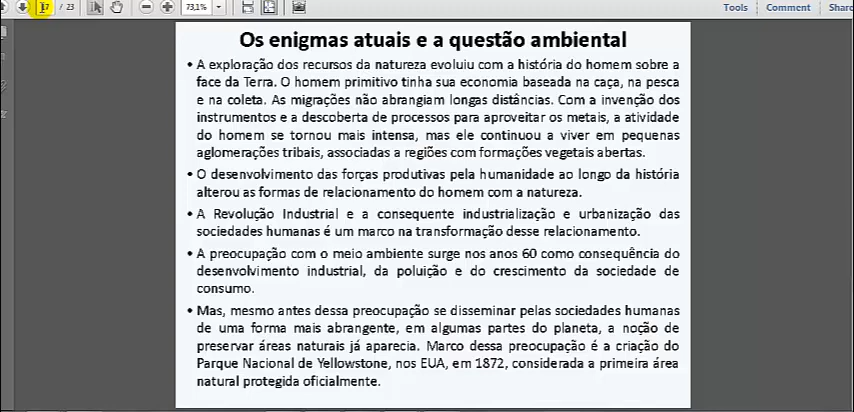 17 / 23 73,1% Tools Comment Share
Os enigmas atuais e a questão ambiental
• A exploração dos recursos da natureza evoluiu com a história do homem sobre a
face da Terra. O homem primitivo tinha sua economia baseada na caça, na pesca
e na coleta. As migrações não abrangiam longas distâncias. Com a invenção dos
instrumentos e a descoberta de processos para aproveitar os metais, a atividade
do homem se tornou mais intensa, mas ele continuou a viver em pequenas
aglomerações tribais, associadas a regiões com formações vegetais abertas.
• O desenvolvimento das forças produtivas pela humanidade ao longo da história
alterou as formas de relacionamento do homem com a natureza.
• A Revolução Industrial e a consequente industrialização e urbanização das
sociedades humanas é um marco na transformação desse relacionamento.
• A preocupação com o meio ambiente surge nos anos 60 como consequência do
desenvolvimento industrial, da poluição e do crescimento da sociedade de
consumo.
• Mas, mesmo antes dessa preocupação se disseminar pelas sociedades humanas
de uma forma mais abrangente, em algumas partes do planeta, a noção de
preservar áreas naturais já aparecia. Marco dessa preocupação é a criação do
Parque Nacional de Yellowstone, nos EUA, em 1872, considerada a primeira área
natural protegida oficialmente.